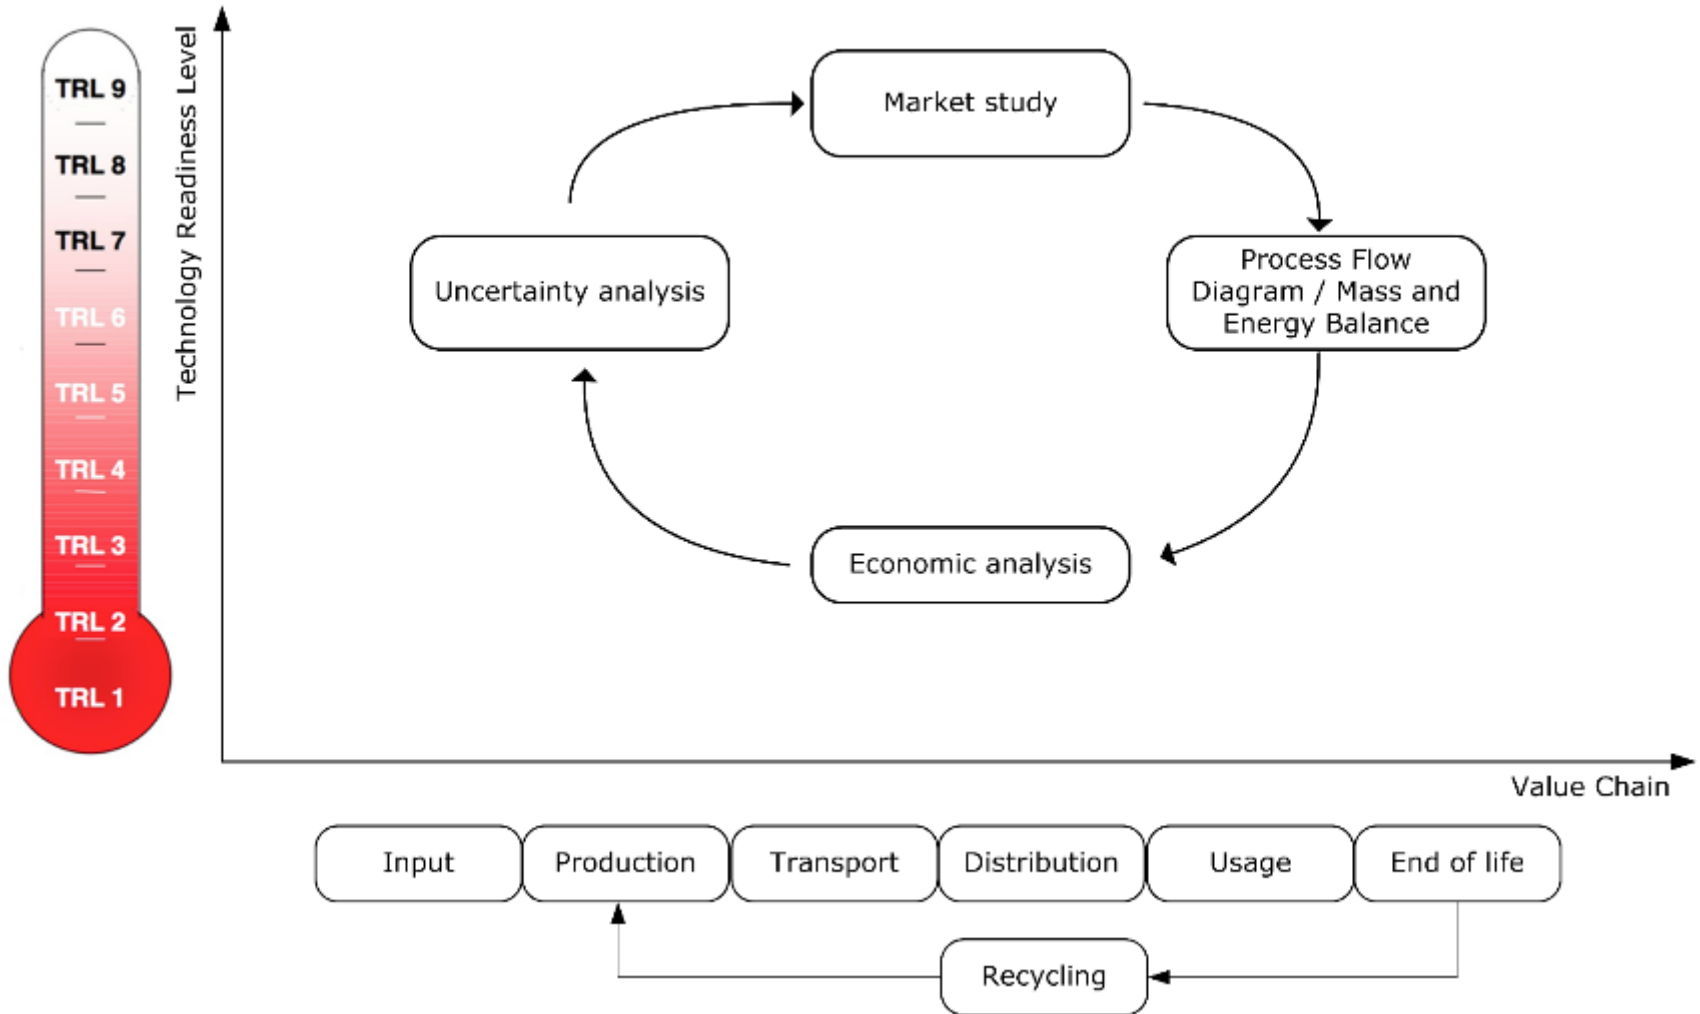 TRL 9
TRL 8
TRL 7
TRL 6
TRL 5
TRL 4
TRL 3
TRL 2
TRL 1
Technology Readiness Level
Market study
Uncertainty analysis
Process Flow
Diagram / Mass and
Energy Balance
Economic analysis
Value Chain
Input
Production
Transport
Distribution
Usage
End of life
Recycling